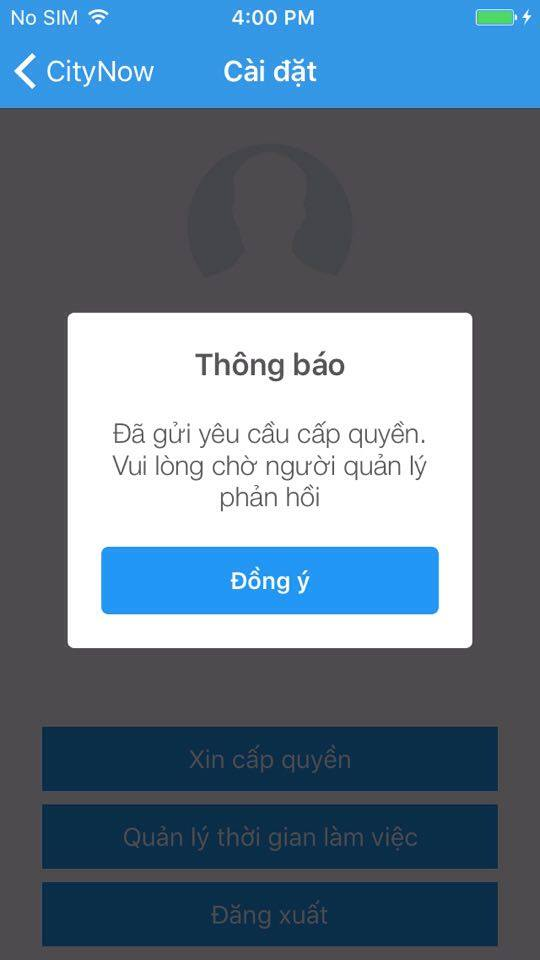 No SIM 4:00 PM
CityNow Cài đặt
Thông báo
Đã gửi yêu cầu cấp quyền.
Vui lòng chờ người quản lý
phản hồi
Đồng ý
Xin cấp quyền
Quản lý thời gian làm việc
Đăng xuất